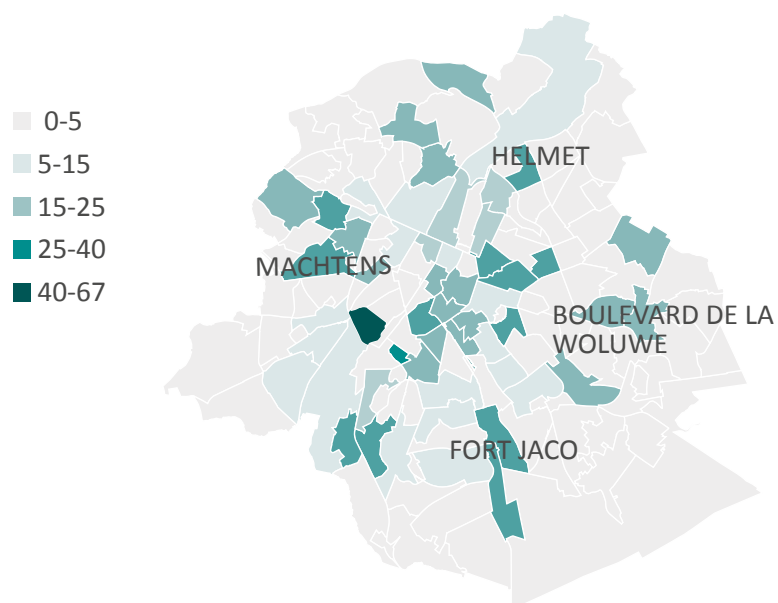 0-5
5-15
15-25
25-40
40-67
HELMET
MACHTENS
BOULEVARD DE LA
WOLUWE
FORT JACO